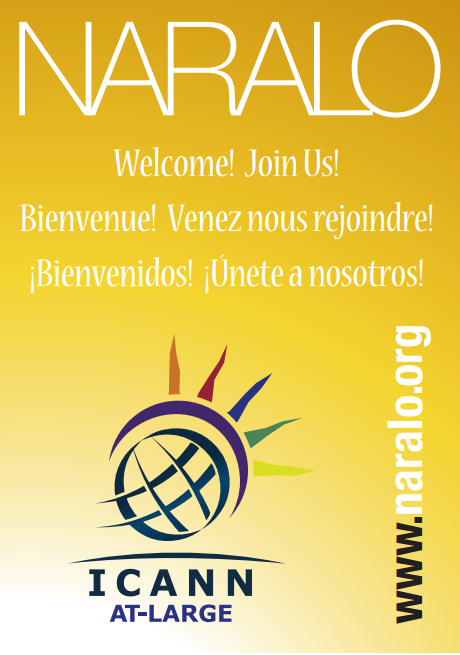 NARALO
Welcome! Join Us!
Bienvenue! Venez nous rejoindre!
¡Bienvenidos! ¡Únete a nosotros!
www.naralo.org
ICANN
AT-LARGE